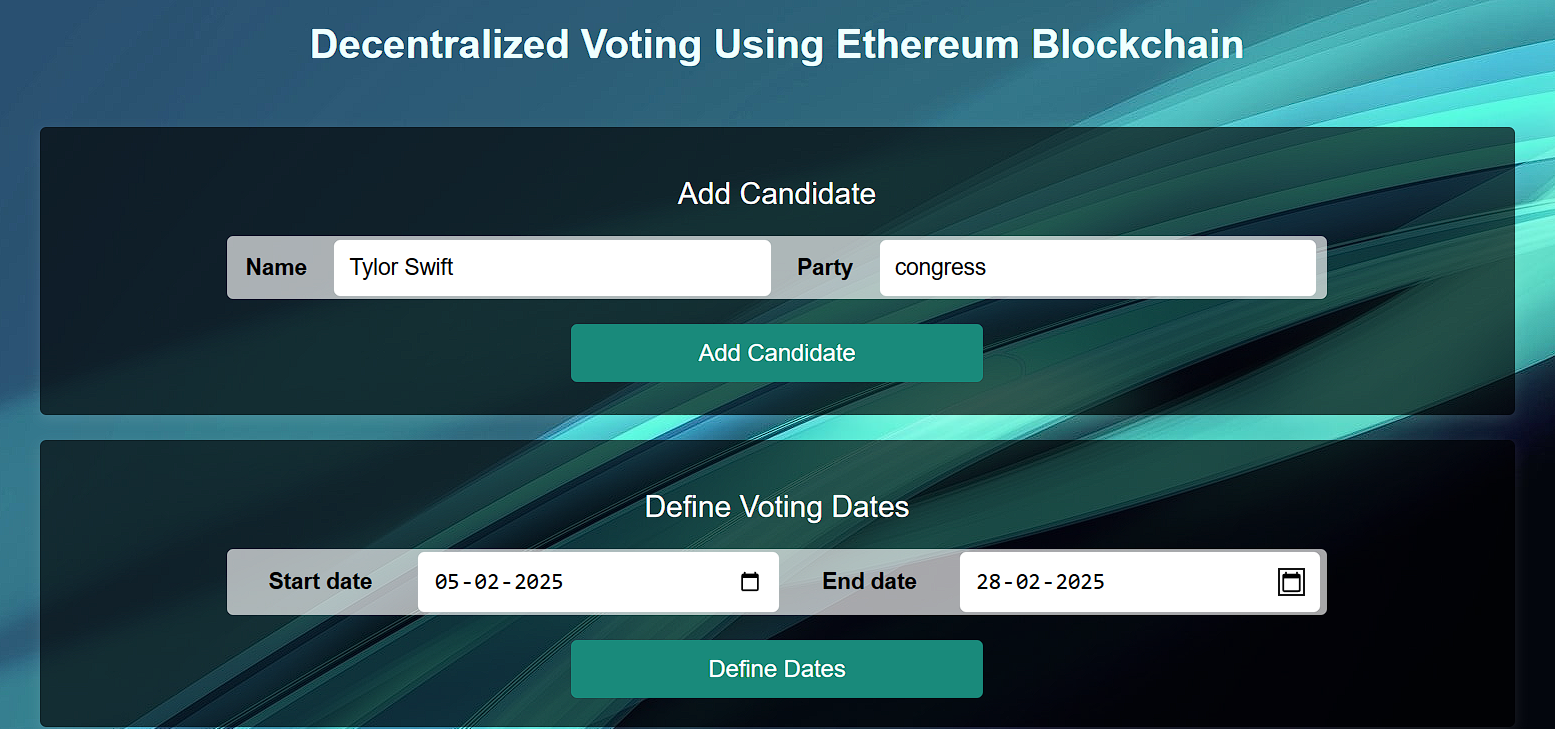 Decentralized Voting Using Ethereum Blockchain
Add Candidate
Name Tylor Swift Party congress
Add Candidate
Define Voting Dates
Start date 05-02-2025 End date 28-02-2025
Define Dates